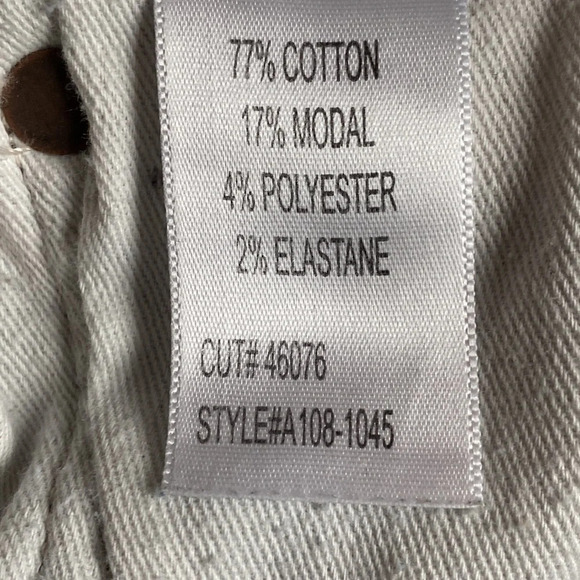 77% COTTON
17% MODAL
4% POLYESTER
2% ELASTANE
CUT# 46076
STYLE#A108-1045